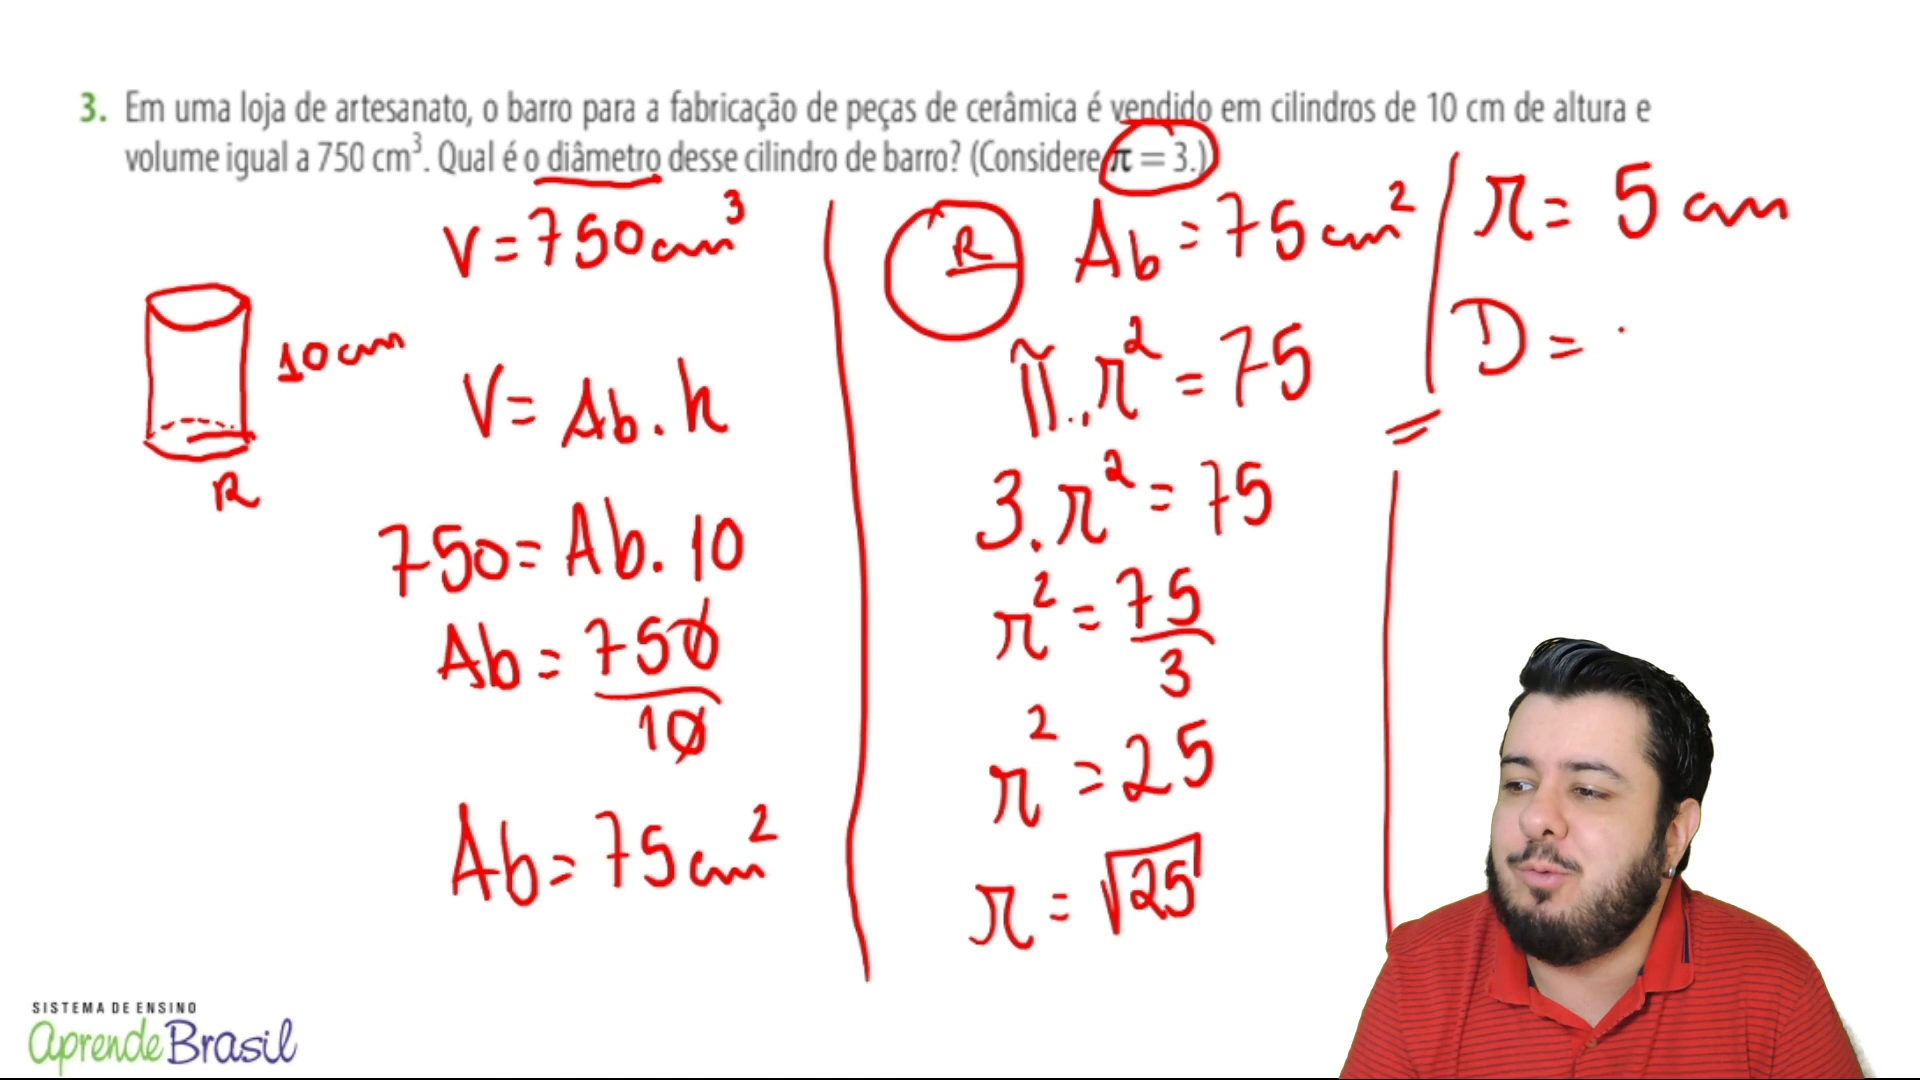 3. Em uma loja de artesanato, o barro para a fabricação de peças de cerâmica é vendido em cilindros de 10 cm de altura e
volume igual a 750 cm³. Qual é o diâmetro desse cilindro de barro? (Considere π = 3.)
V = 750 cm³
10 cm
R
V = Ab . h
750 = Ab . 10
Ab = 750/10
Ab = 75 cm²
R
Ab = 75 cm²
π . r² = 75
3 . r² = 75
r² = 75/3
r² = 25
r = √25
r = 5 cm
D =
SISTEMA DE ENSINO
aprende Brasil